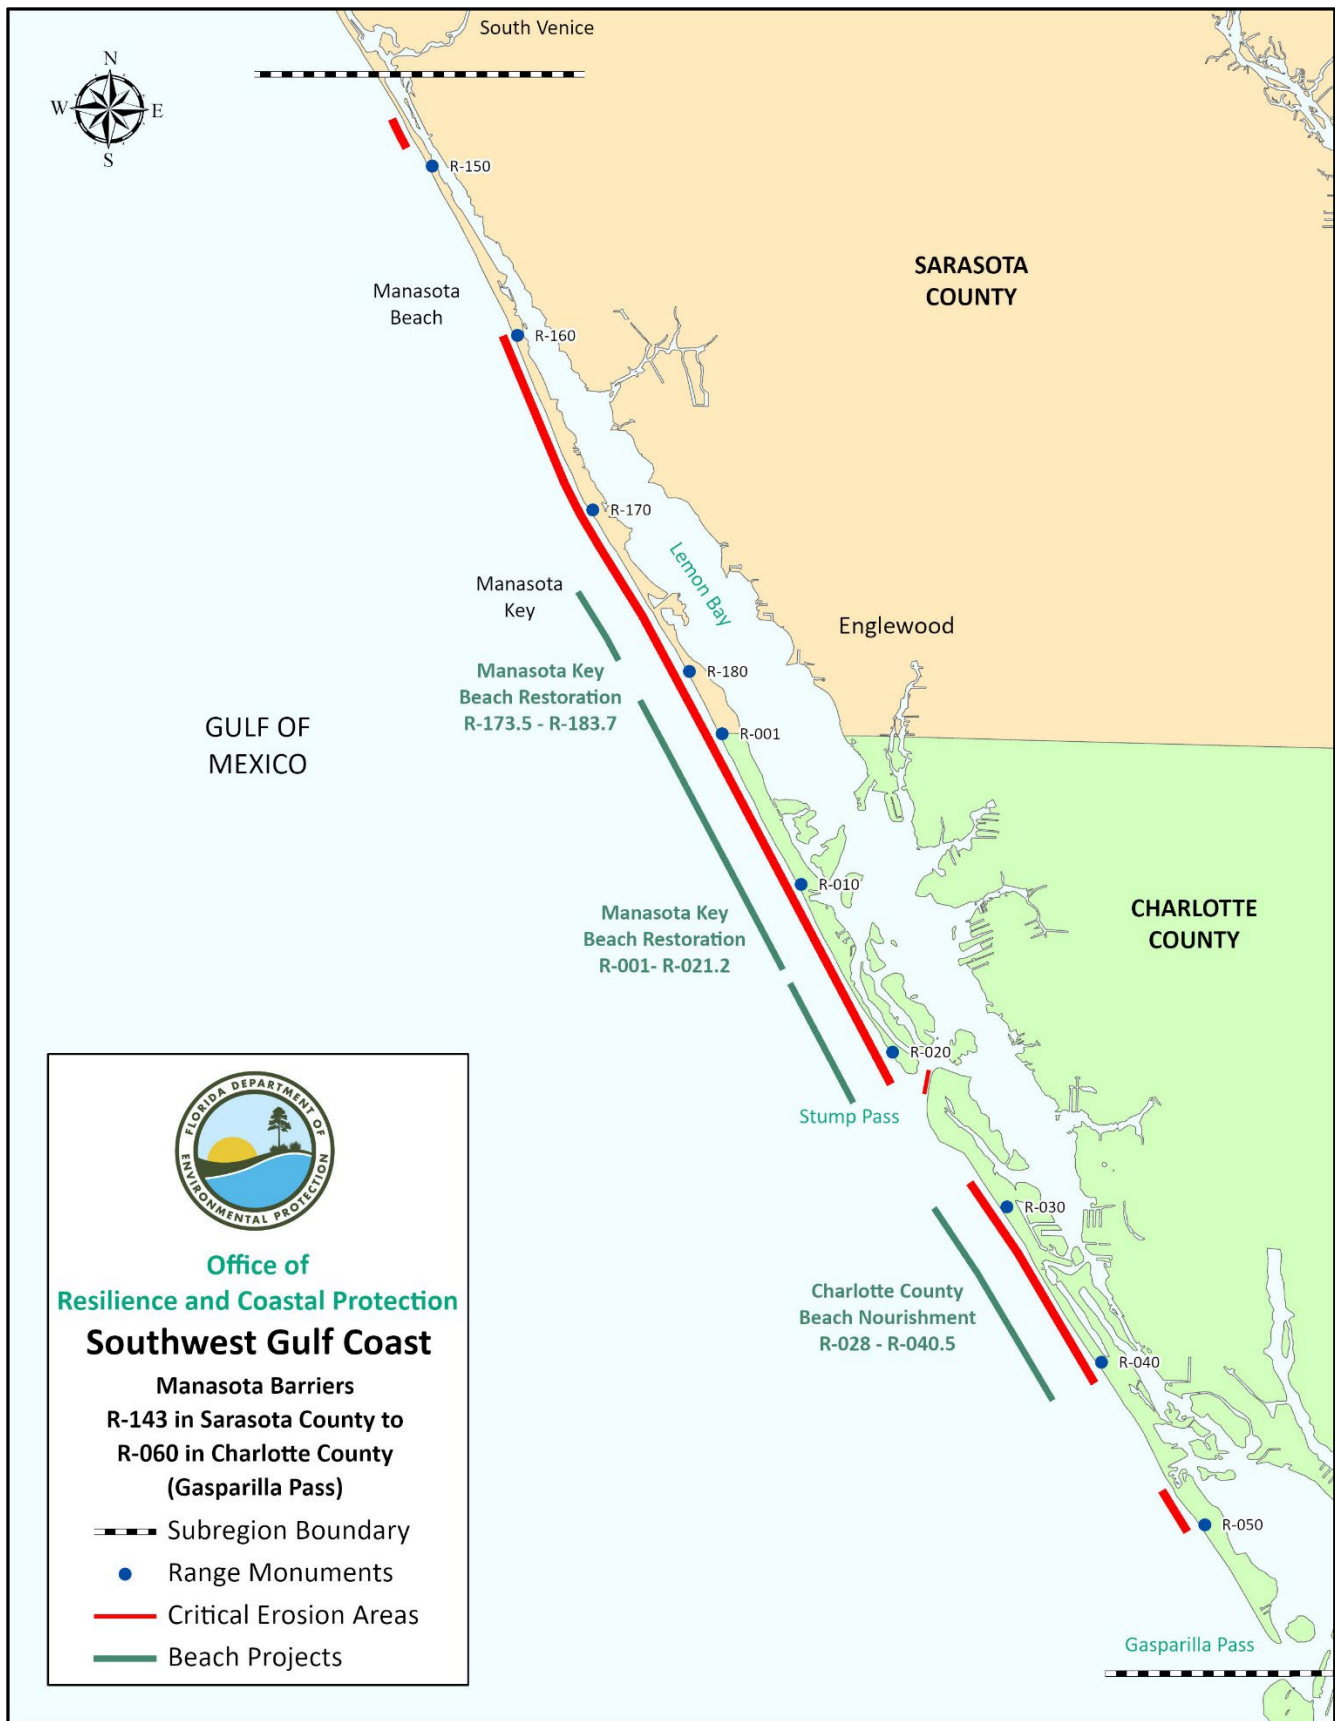 South Venice
N
W
E
S
R-150
SARASOTA
COUNTY
Manasota
Beach
R-160
R-170
Lemon Bay
Manasota
Key
Englewood
Manasota Key
Beach Restoration
R-173.5 - R-183.7
R-180
GULF OF
MEXICO
R-001
R-010
CHARLOTTE
COUNTY
Manasota Key
Beach Restoration
R-001- R-021.2
R-020
Stump Pass
R-030
Charlotte County
Beach Nourishment
R-028 - R-040.5
R-040
R-050
Gasparilla Pass
FLORIDA DEPARTMENT OF
ENVIRONMENTAL PROTECTION
Office of
Resilience and Coastal Protection
Southwest Gulf Coast
Manasota Barriers
R-143 in Sarasota County to
R-060 in Charlotte County
(Gasparilla Pass)
Subregion Boundary
Range Monuments
Critical Erosion Areas
Beach Projects